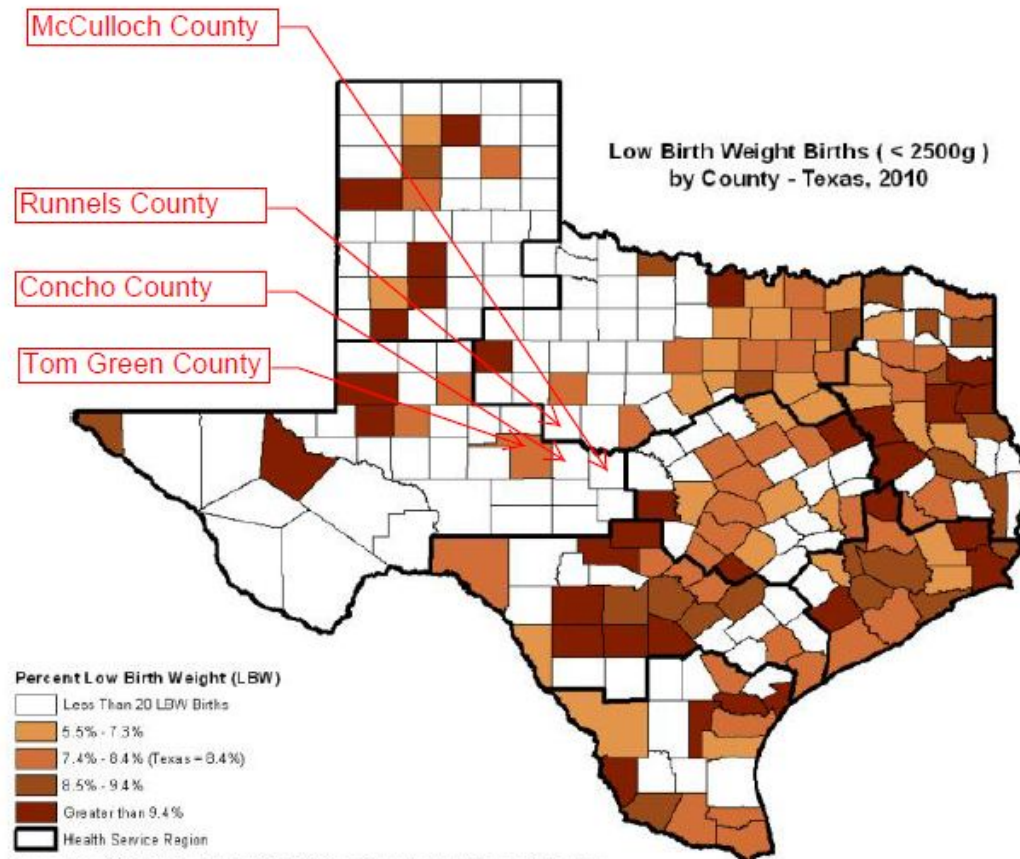 McCulloch County
Low Birth Weight Births ( < 2500g )
by County - Texas, 2010
Runnels County
Concho County
Tom Green County
Percent Low Birth Weight (LBW)
Less Than 20 LBW Births
5.5% - 7.3%
7.4% - 8.4% (Texas = 8.4%)
8.5% - 9.4%
Greater than 9.4%
Health Service Region